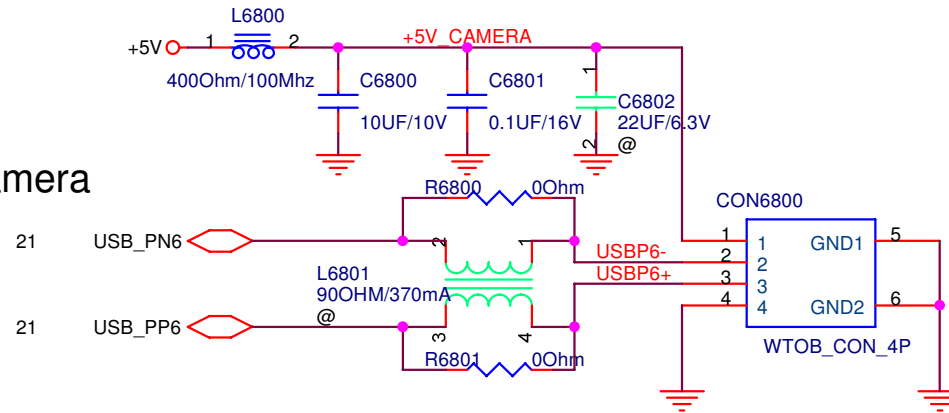 L6800
+5V
1
2
+5V_CAMERA
400Ohm/100Mhz
C6800
10UF/10V
C6801
0.1UF/16V
1
C6802
22UF/6.3V
2
@
mera
R6800
0Ohm
CON6800
21
USB_PN6
2
1
USBP6-
USBP6+
L6801
90OHM/370mA
@
1
2
3
4
1
2
3
4
GND1
GND2
5
6
21
USB_PP6
3
4
R6801
0Ohm
WTOB_CON_4P